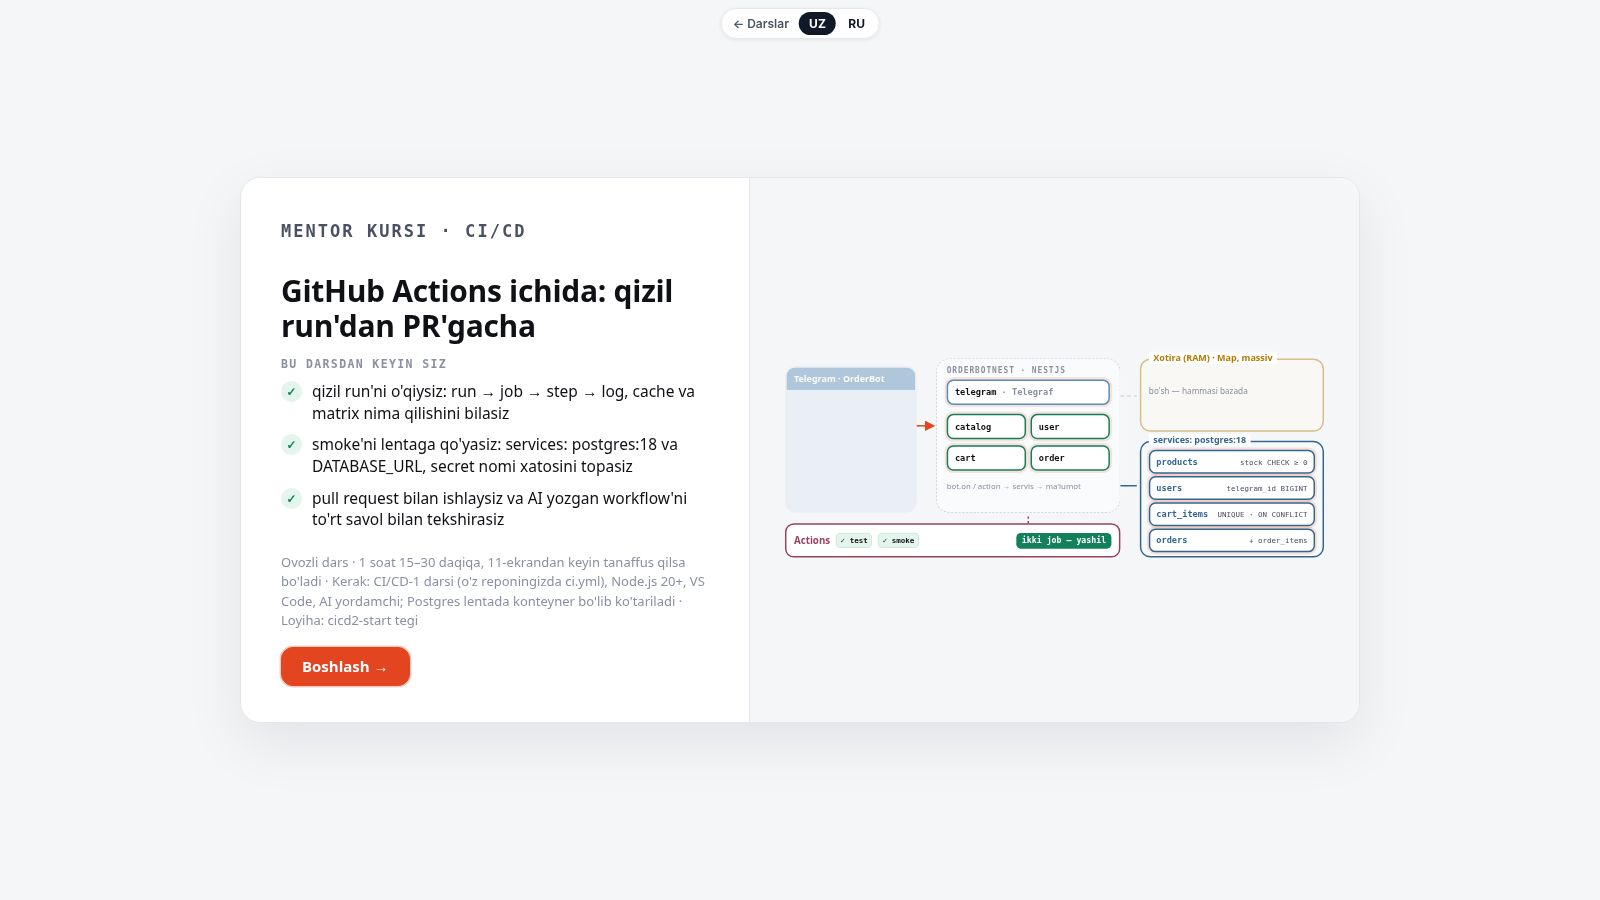 ← Darslar UZ RU
MENTOR KURSI · CI/CD
GitHub Actions ichida: qizil
run'dan PR'gacha
BU DARSDAN KEYIN SIZ
✓ qizil run'ni o'qiysiz: run → job → step → log, cache va
matrix nima qilishini bilasiz
✓ smoke'ni lentaga qo'yasiz: services: postgres:18 va
DATABASE_URL, secret nomi xatosini topasiz
✓ pull request bilan ishlaysiz va AI yozgan workflow'ni
to'rt savol bilan tekshirasiz
Ovozli dars · 1 soat 15–30 daqiqa, 11-ekrandan keyin tanaffus qilsa
bo'ladi · Kerak: CI/CD-1 darsi (o'z reponingizda ci.yml), Node.js 20+, VS
Code, AI yordamchi; Postgres lentada konteyner bo'lib ko'tariladi ·
Loyiha: cicd2-start tegi
Boshlash →
Telegram · OrderBot
ORDERBOTNEST · NESTJS
telegram · Telegraf
catalog
user
cart
order
bot.on / action → servis → ma'lumot
Xotira (RAM) · Map, massiv
bo'sh — hammasi bazada
services: postgres:18
products stock CHECK ≥ 0
users telegram_id BIGINT
cart_items UNIQUE · ON CONFLICT
orders + order_items
Actions ✓ test ✓ smoke ikki job — yashil